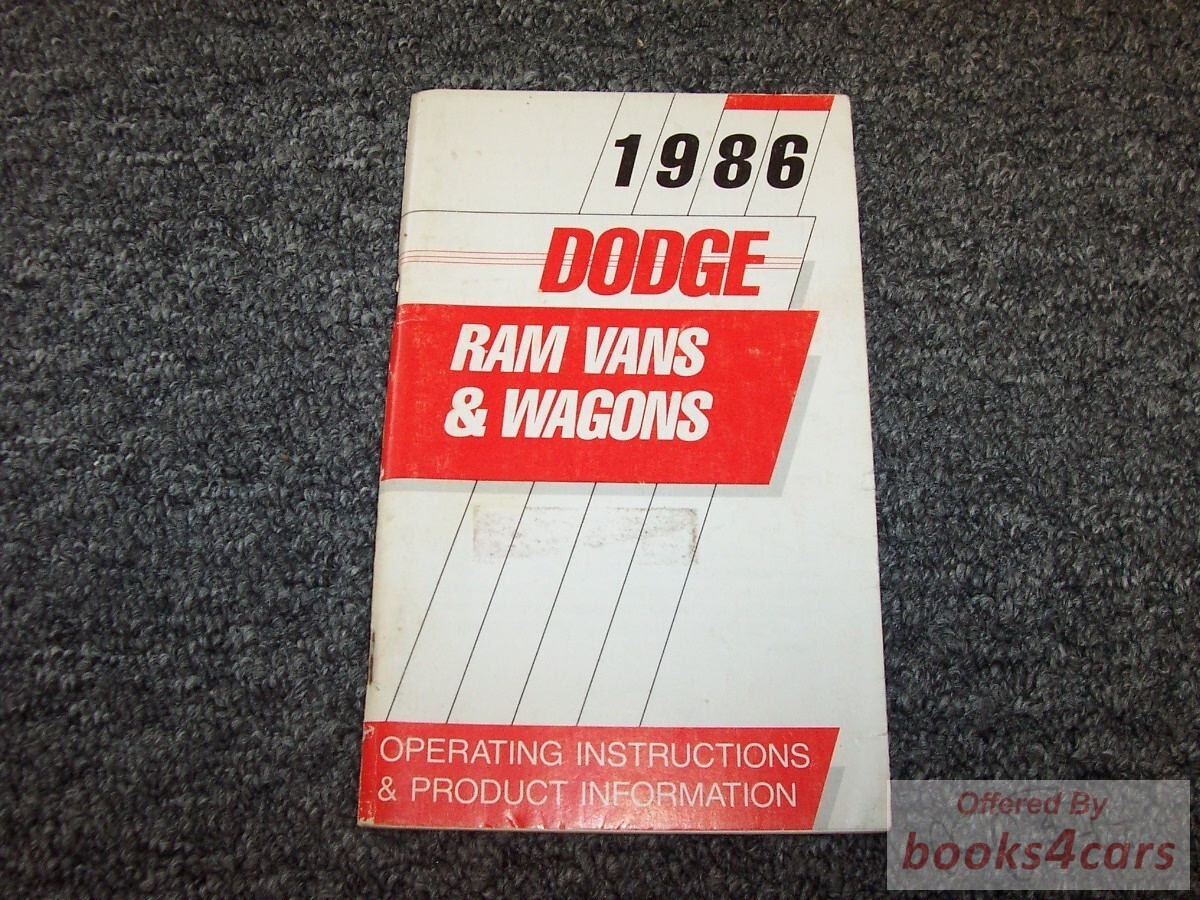 1986
DODGE
RAM VANS
& WAGONS
OPERATING INSTRUCTIONS
& PRODUCT INFORMATION
Offered By
books4cars